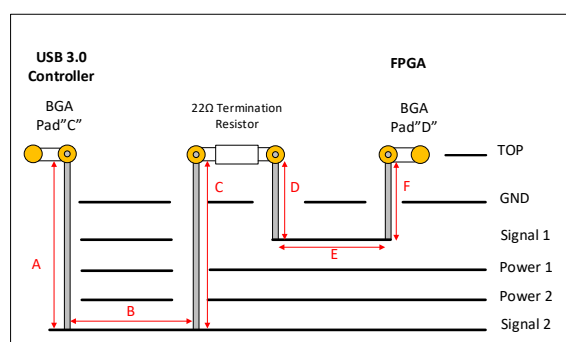 USB 3.0
Controller
FPGA
BGA
Pad"C"
22Ω Termination
Resistor
BGA
Pad"D"
TOP
C
D
F
GND
Signal 1
A
E
Power 1
B
Power 2
Signal 2